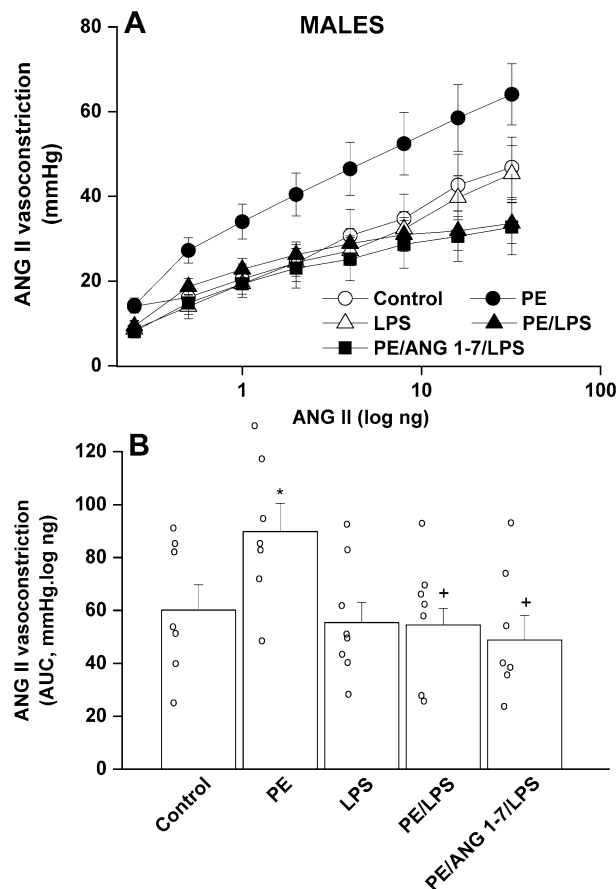 A MALES
80
60
40
20
0
ANG II vasoconstriction
(mmHg)
Control PE
LPS PE/LPS
PE/ANG 1-7/LPS
1 10 100
ANG II (log ng)
B
120
100
80
60
40
20
0
ANG II vasoconstriction
(AUC, mmHg.log ng)
*
+
+
Control
PE
LPS
PE/LPS
PE/ANG 1-7/LPS